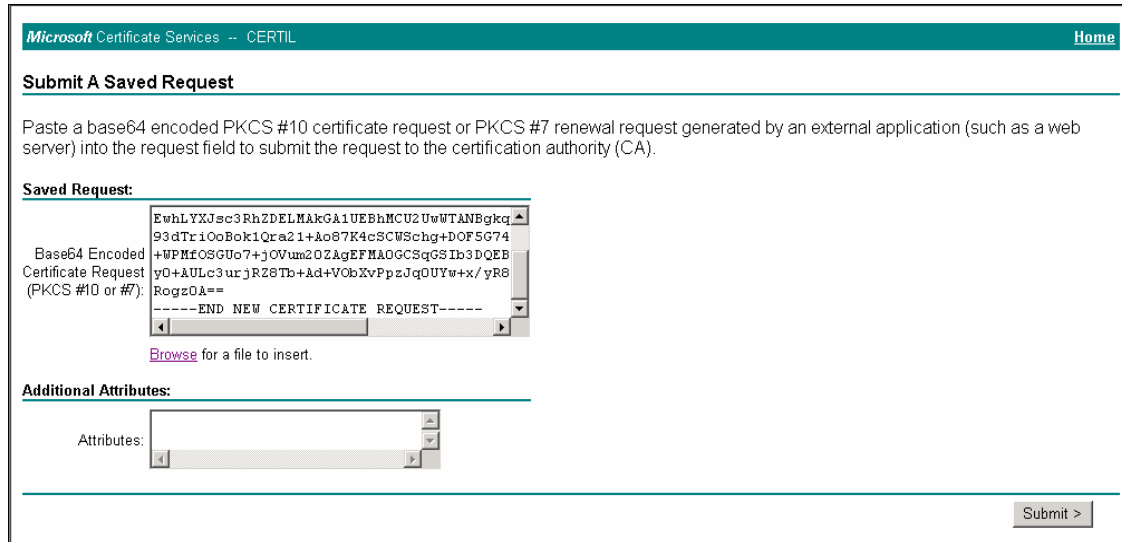 Microsoft Certificate Services -- CERTIL
Home
Submit A Saved Request
Paste a base64 encoded PKCS #10 certificate request or PKCS #7 renewal request generated by an external application (such as a web
server) into the request field to submit the request to the certification authority (CA).
Saved Request:
Base64 Encoded
Certificate Request
(PKCS #10 or #7):
EwhLYXJsc3RhZDELMAkGA1UEBhMCU2UwWTANBgkq
93dTriOoBok1Qra21+Ao87K4cSCWSchg+DOF5G74
+WPMfOSGUo7+jOVum20ZAgEFMA0GCSqGSIb3DQEB
y0+AULc3urjRZ8Tb+Ad+VObXvPpzJqOUYw+x/yR8
RogzOA==
-----END NEW CERTIFICATE REQUEST-----
Browse for a file to insert.
Additional Attributes:
Attributes:
Submit >